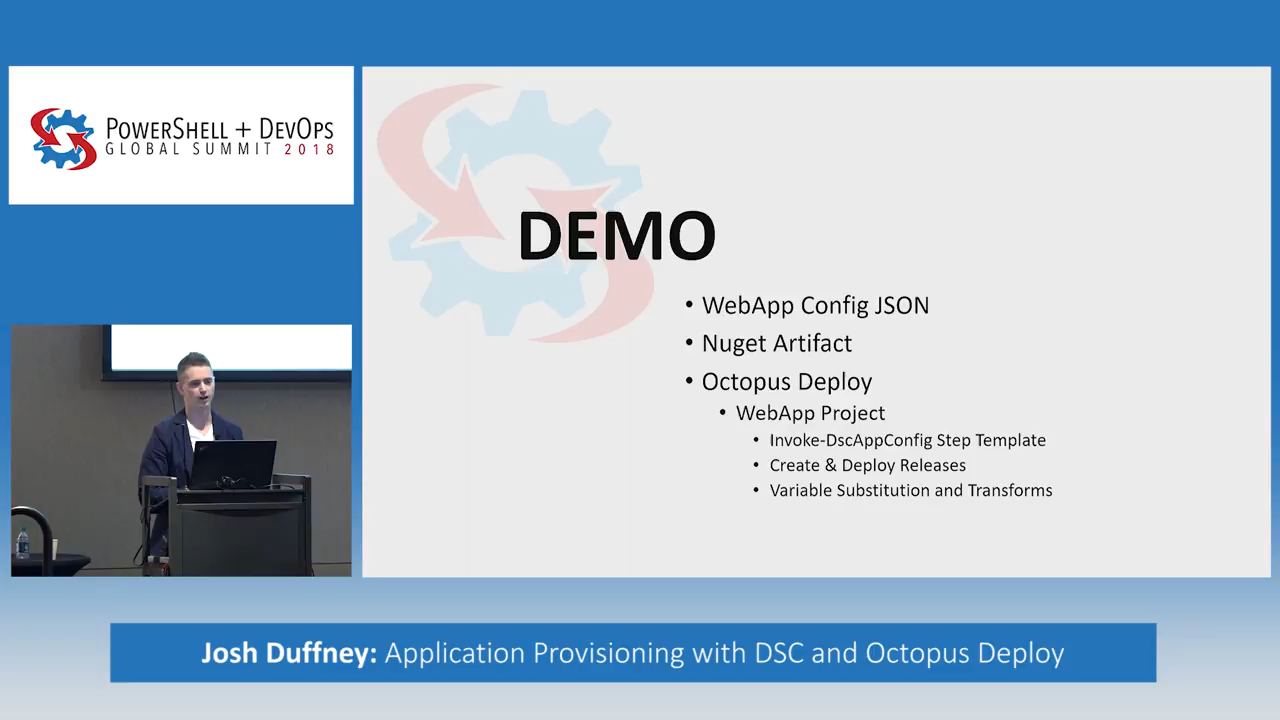 POWERSHELL + DEVOPS
GLOBAL SUMMIT 2018
DEMO
• WebApp Config JSON
• Nuget Artifact
• Octopus Deploy
• WebApp Project
• Invoke-DscAppConfig Step Template
• Create & Deploy Releases
• Variable Substitution and Transforms
Josh Duffney: Application Provisioning with DSC and Octopus Deploy